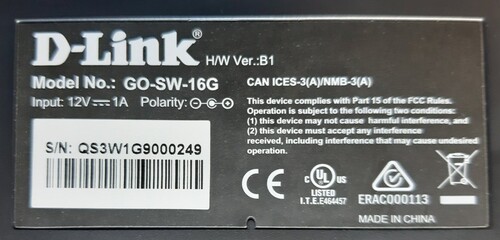 D-Link® H/W Ver.:B1
Model No.: GO-SW-16G
Input: 12V⎓1A Polarity:
S/N: QS3W1G9000249
CAN ICES-3(A)/NMB-3(A)
This device complies with Part 15 of the FCC Rules.
Operation is subject to the following two conditions:
(1) this device may not cause harmful interference, and
(2) this device must accept any interference
received, including interference that may cause undesired
operation.
CE
c UL US
LISTED
I.T.E.E464457
ERAC000113
MADE IN CHINA